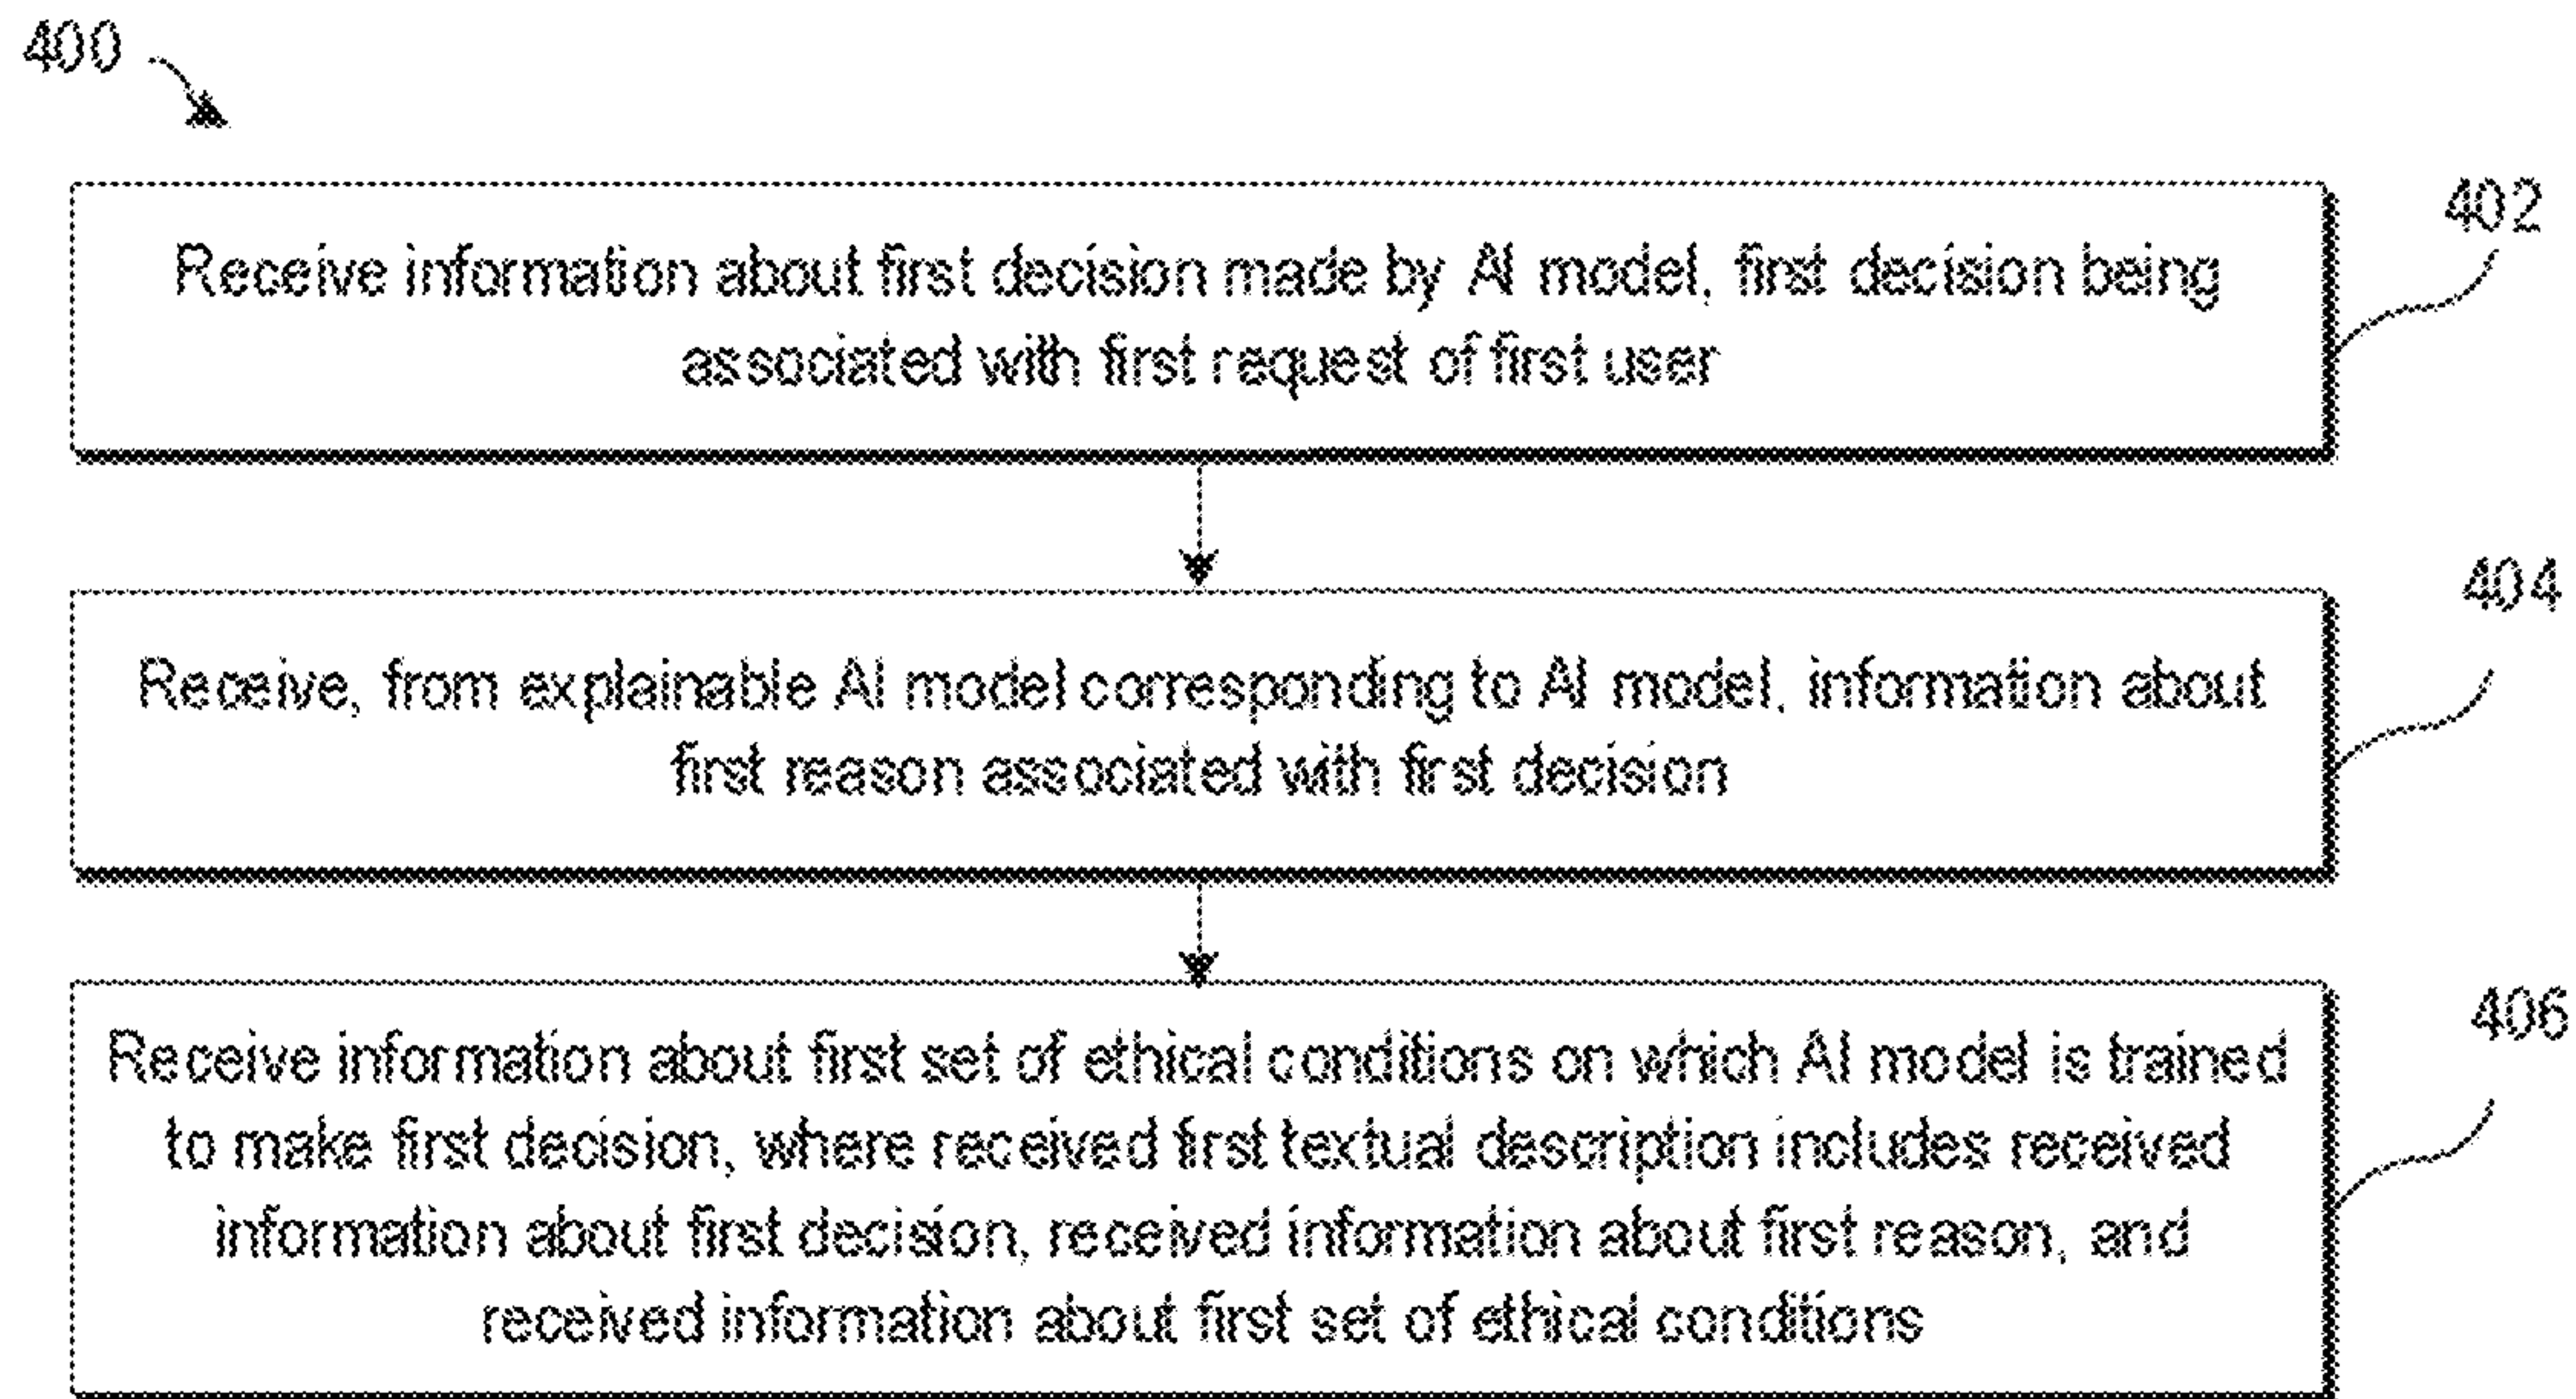 400
402
Receive information about first decision made by AI model, first decision being
associated with first request of first user
404
Receive, from explainable AI model corresponding to AI model, information about
first reason associated with first decision
406
Receive information about first set of ethical conditions on which AI model is trained
to make first decision, where received first textual description includes received
information about first decision, received information about first reason, and
received information about first set of ethical conditions